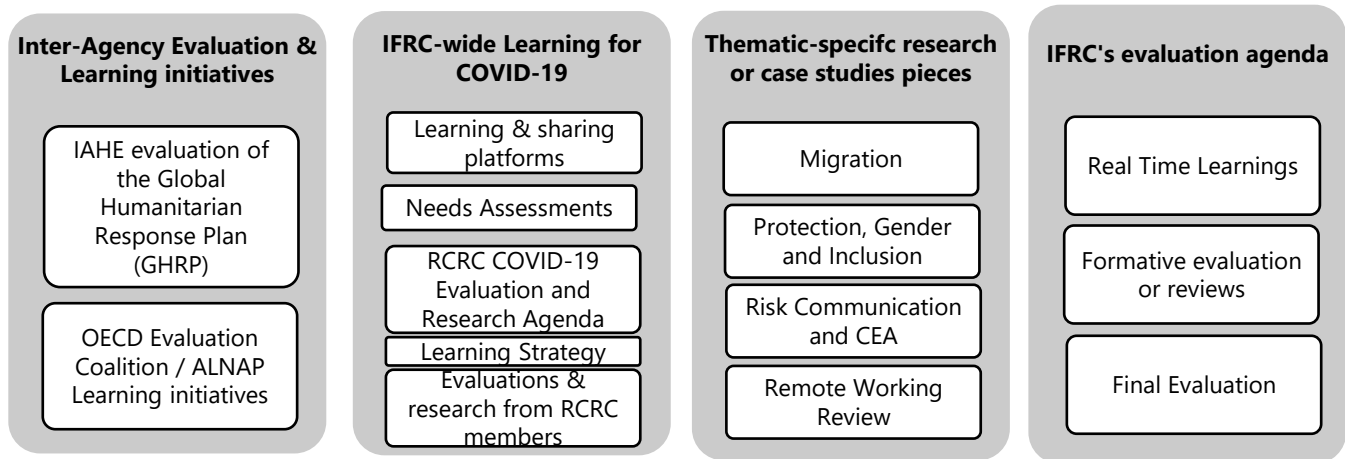 Inter-Agency Evaluation &
Learning initiatives
IAHE evaluation of
the Global
Humanitarian
Response Plan
(GHRP)
OECD Evaluation
Coalition / ALNAP
Learning initiatives
IFRC-wide Learning for
COVID-19
Learning & sharing
platforms
Needs Assessments
RCRC COVID-19
Evaluation and
Research Agenda
Learning Strategy
Evaluations &
research from RCRC
members
Thematic-specifc research
or case studies pieces
Migration
Protection, Gender
and Inclusion
Risk Communication
and CEA
Remote Working
Review
IFRC's evaluation agenda
Real Time Learnings
Formative evaluation
or reviews
Final Evaluation